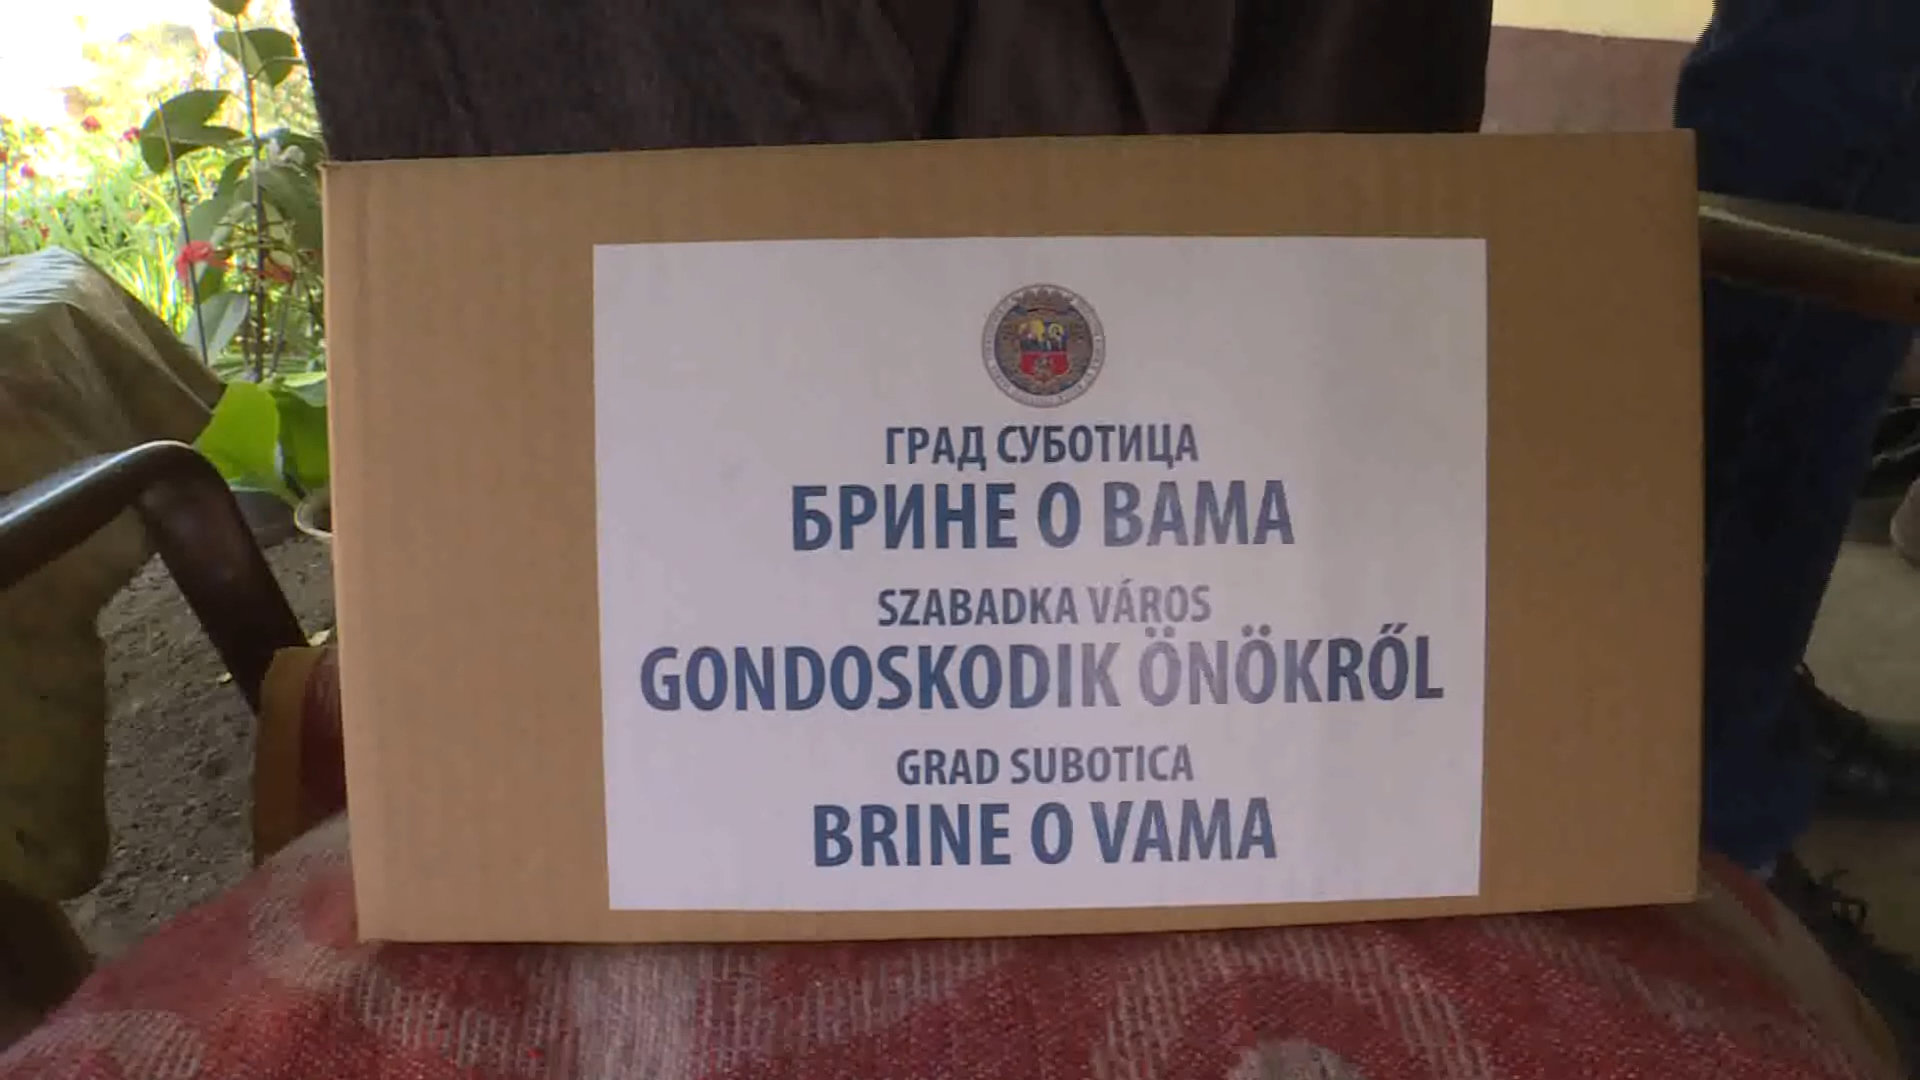 ГРАД СУБОТИЦА
БРИНЕ О ВАМА
SZABADKA VÁROS
GONDOSKODIK ÖNÖKRŐL
GRAD SUBOTICA
BRINE O VAMA